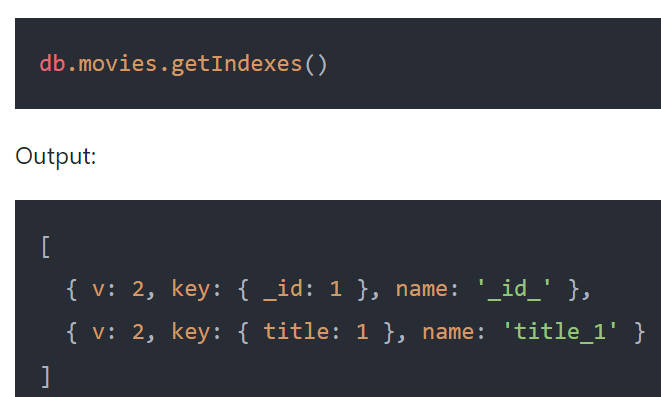 db.movies.getIndexes()
Output:
[
  { v: 2, key: { _id: 1 }, name: '_id_' },
  { v: 2, key: { title: 1 }, name: 'title_1' }
]